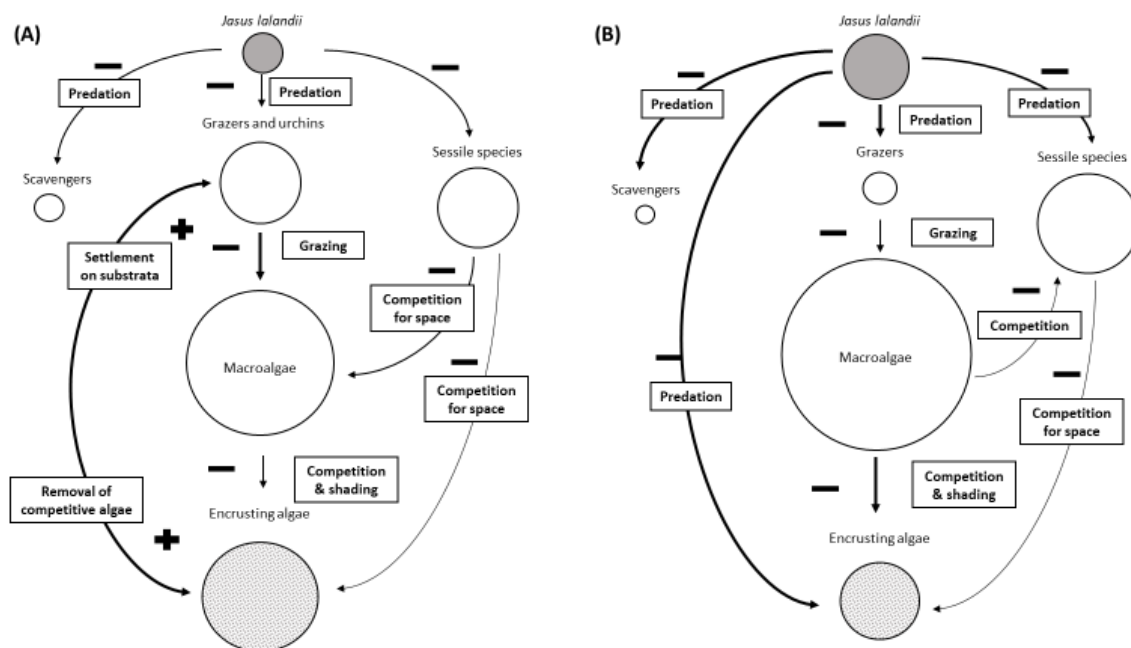 (A)
Jasus lalandii
Predation
Predation
Grazers and urchins
Sessile species
Scavengers
Settlement
on substrata
Grazing
Competition
for space
Macroalgae
Competition
for space
Removal of
competitive algae
Competition
& shading
Encrusting algae
(B)
Jasus lalandii
Predation
Predation
Predation
Grazers
Sessile species
Scavengers
Grazing
Competition
Macroalgae
Predation
Competition
for space
Competition
& shading
Encrusting algae